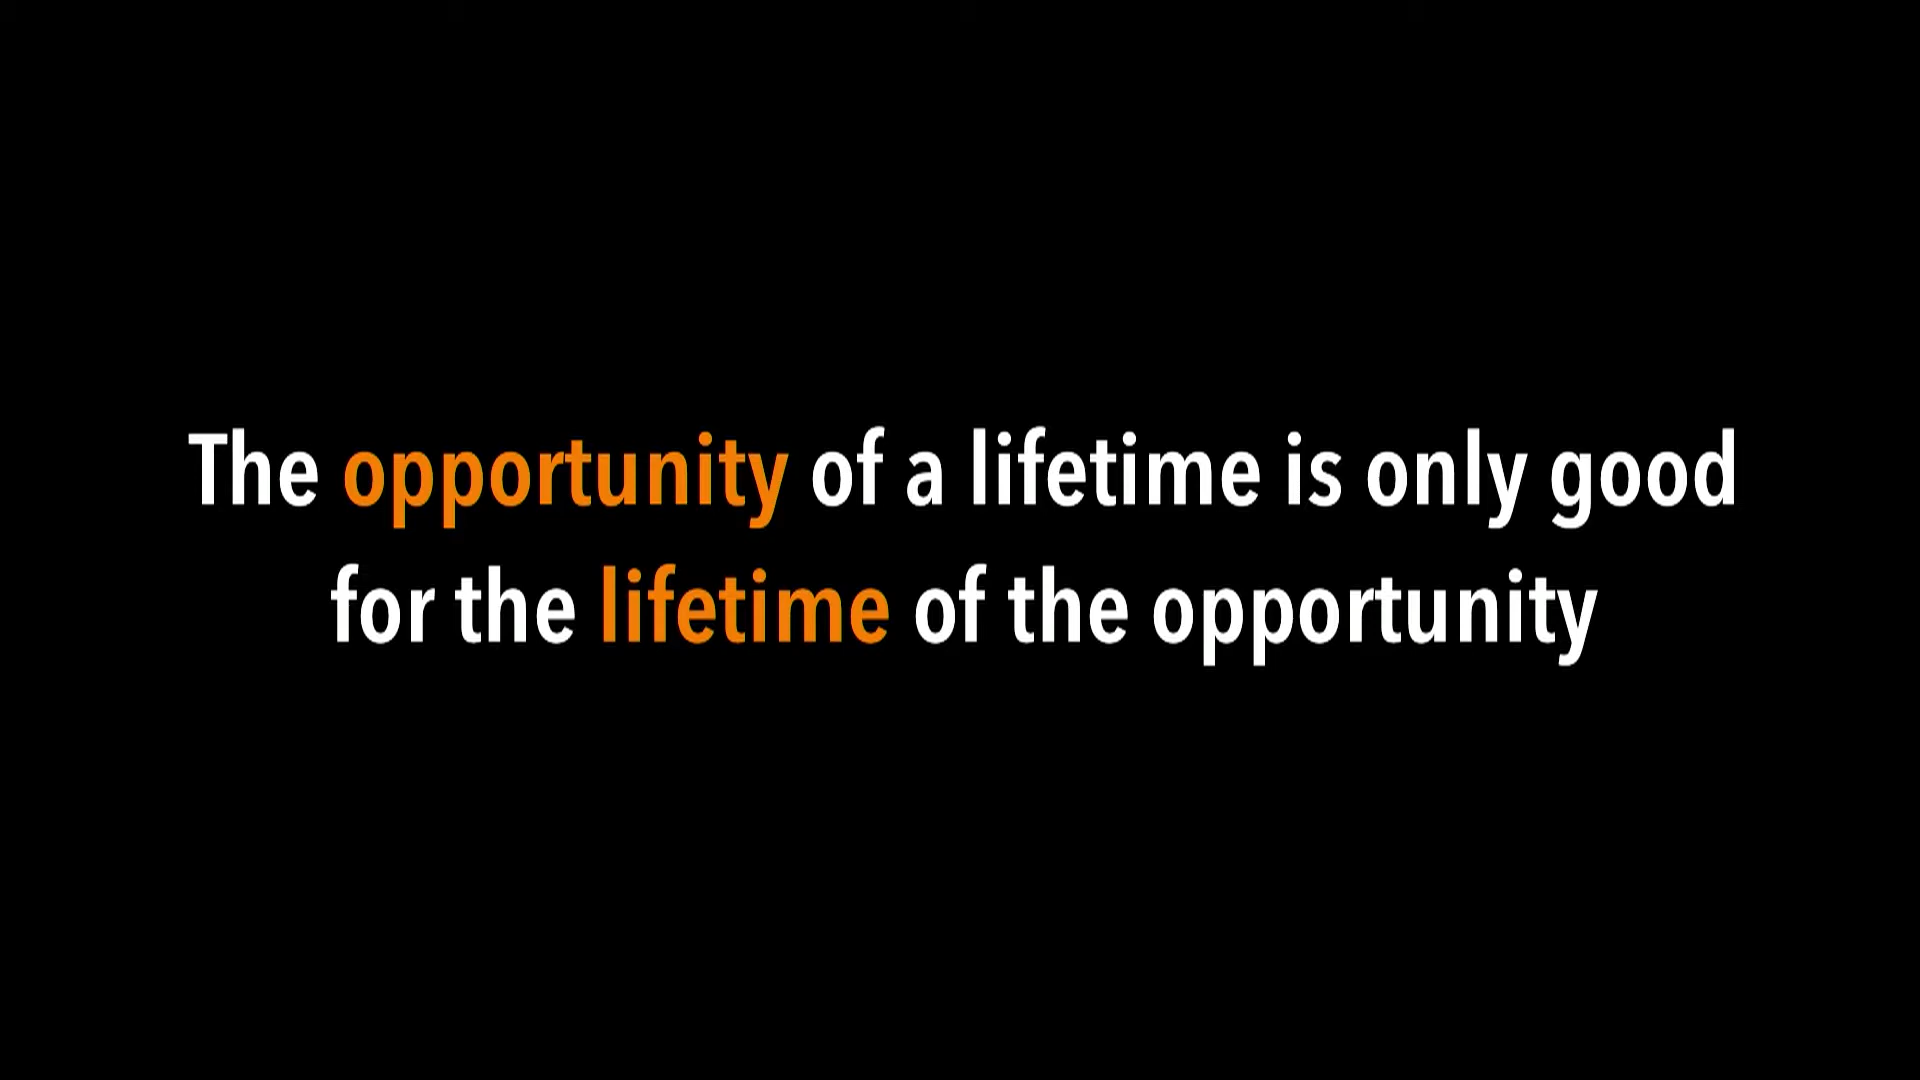 The opportunity of a lifetime is only good
for the lifetime of the opportunity